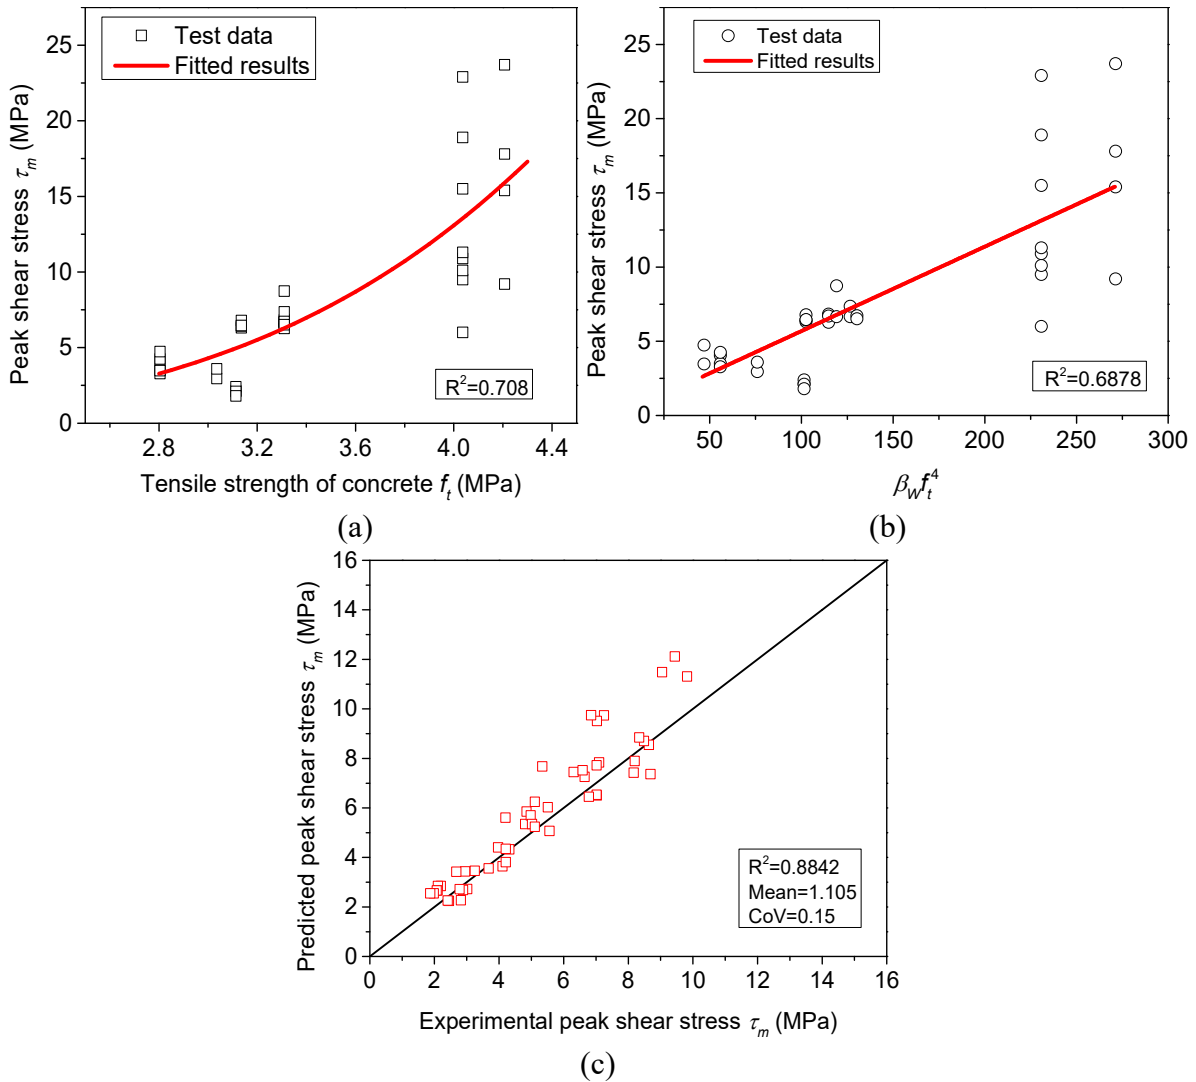 Test data
Fitted results
25
20
15
10
5
0
Peak shear stress τm (MPa)
R²=0.708
2.8 3.2 3.6 4.0 4.4
Tensile strength of concrete ft (MPa)
(a)
Test data
Fitted results
25
20
15
10
5
0
Peak shear stress τm (MPa)
R²=0.6878
50 100 150 200 250 300
βW ft⁴
(b)
16
14
12
10
8
6
4
2
0
Predicted peak shear stress τm (MPa)
R²=0.8842
Mean=1.105
CoV=0.15
0 2 4 6 8 10 12 14 16
Experimental peak shear stress τm (MPa)
(c)